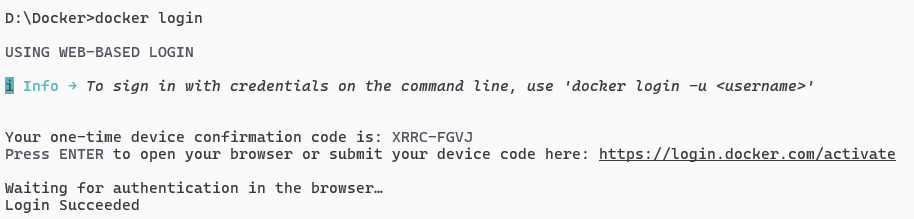 D:\Docker>docker login
USING WEB-BASED LOGIN
i Info → To sign in with credentials on the command line, use 'docker login -u <username>'
Your one-time device confirmation code is: XRRC-FGVJ
Press ENTER to open your browser or submit your device code here: https://login.docker.com/activate
Waiting for authentication in the browser…
Login Succeeded